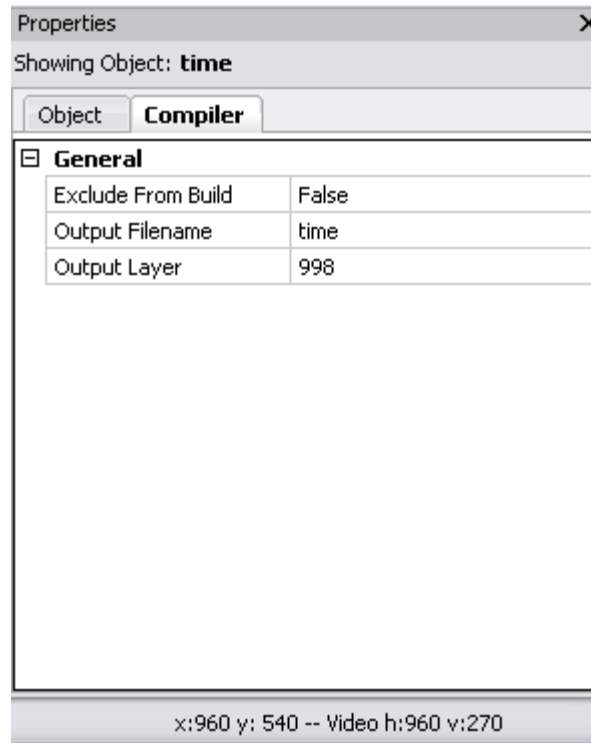 Properties
Showing Object: time
Object Compiler
General
Exclude From Build False
Output Filename time
Output Layer 998
x:960 y: 540 -- Video h:960 v:270